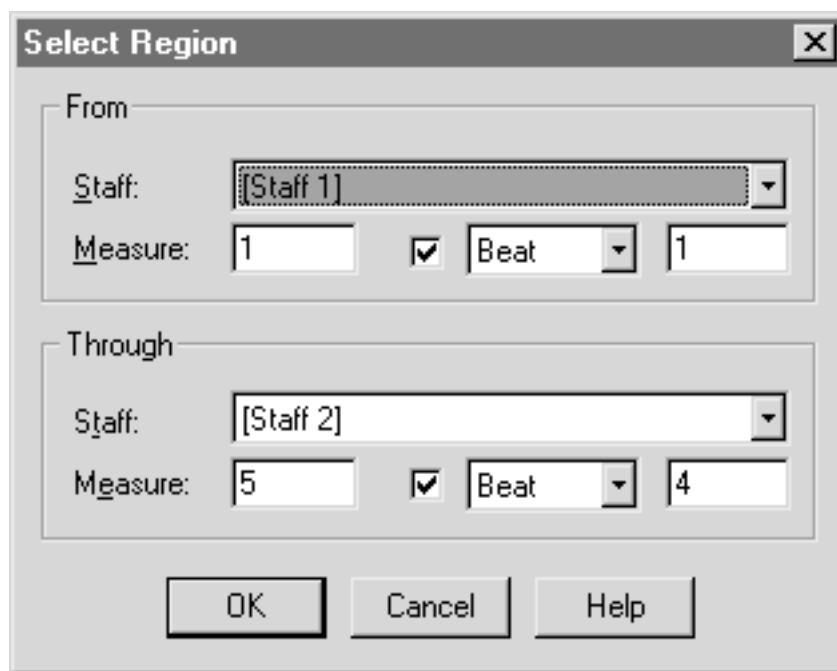 Select Region
From
Staff: [Staff 1]
Measure: 1 Beat 1
Through
Staff: [Staff 2]
Measure: 5 Beat 4
OK Cancel Help